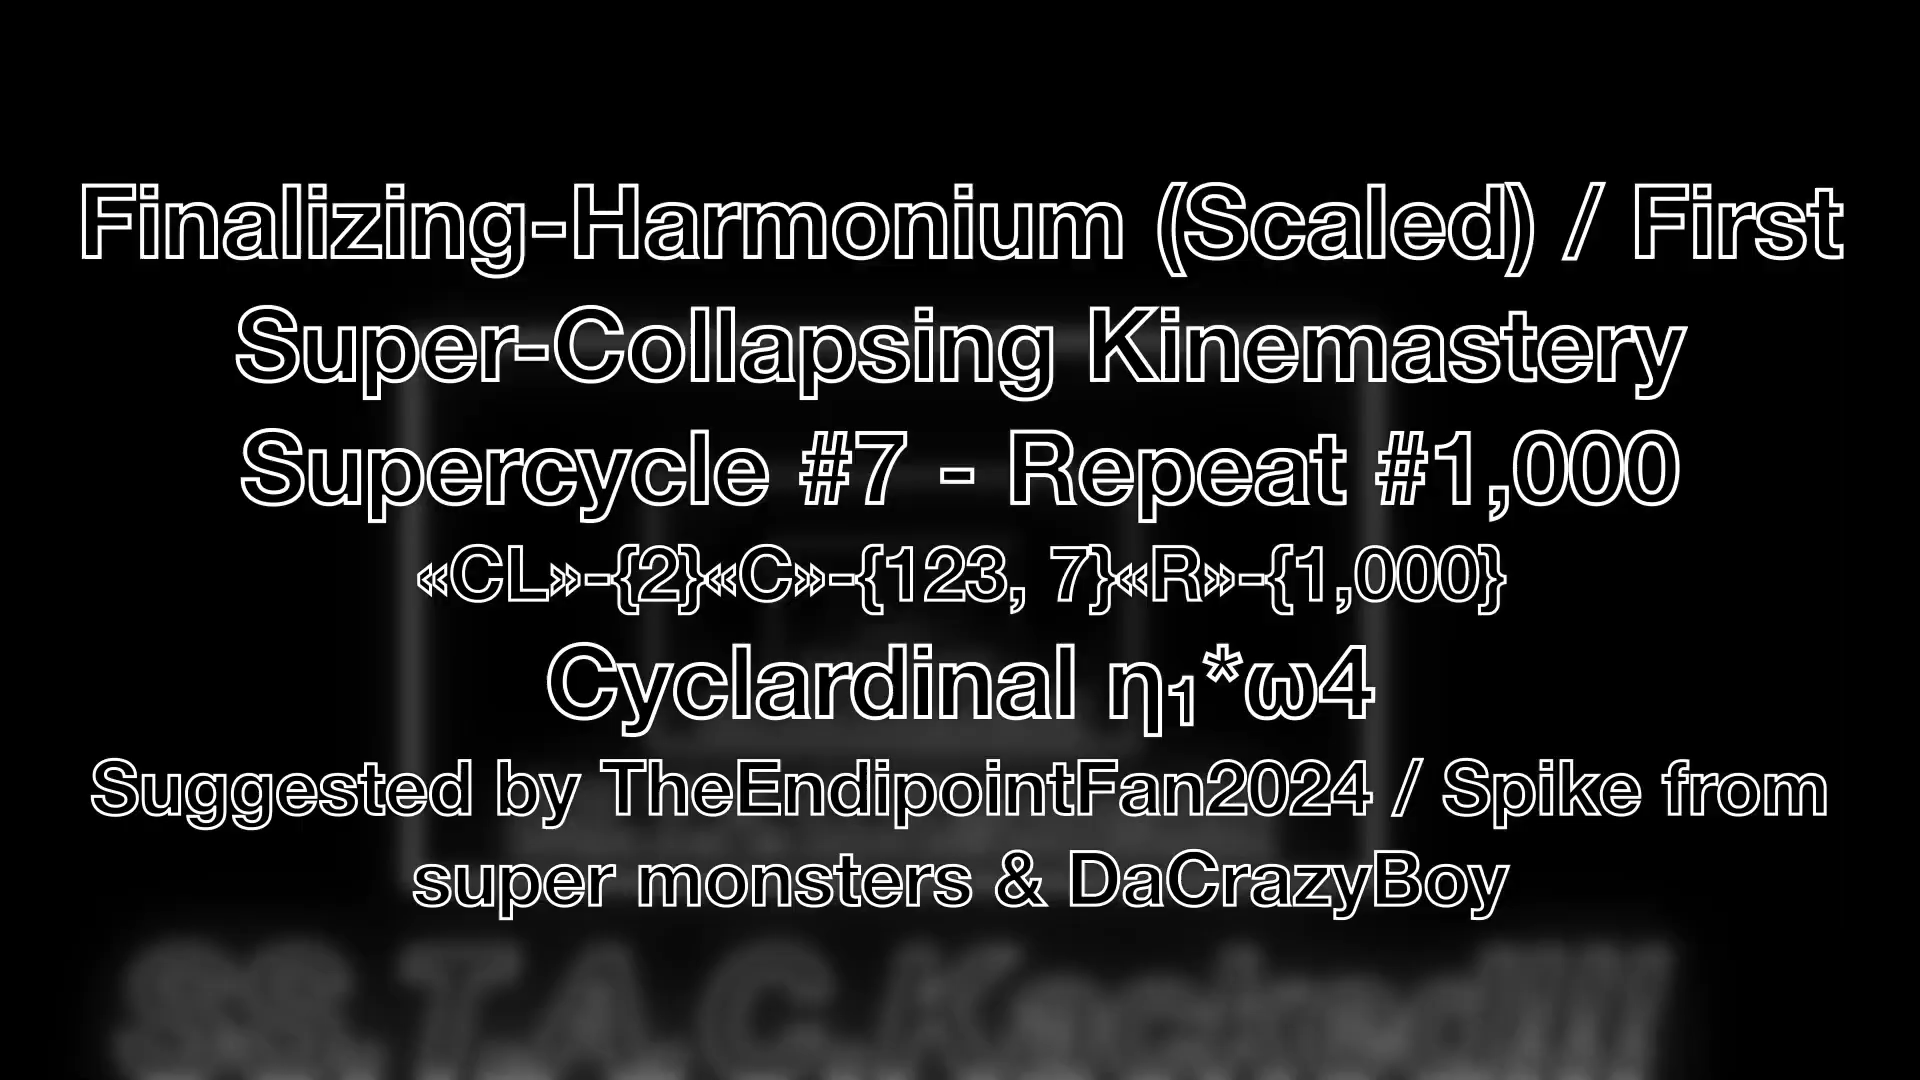 Finalizing-Harmonium (Scaled) / First
Super-Collapsing Kinemastery
Supercycle #7 - Repeat #1,000
«CL»-{2}«C»-{123, 7}«R»-{1,000}
Cyclardinal η₁*ω4
Suggested by TheEndipointFan2024 / Spike from
super monsters & DaCrazyBoy